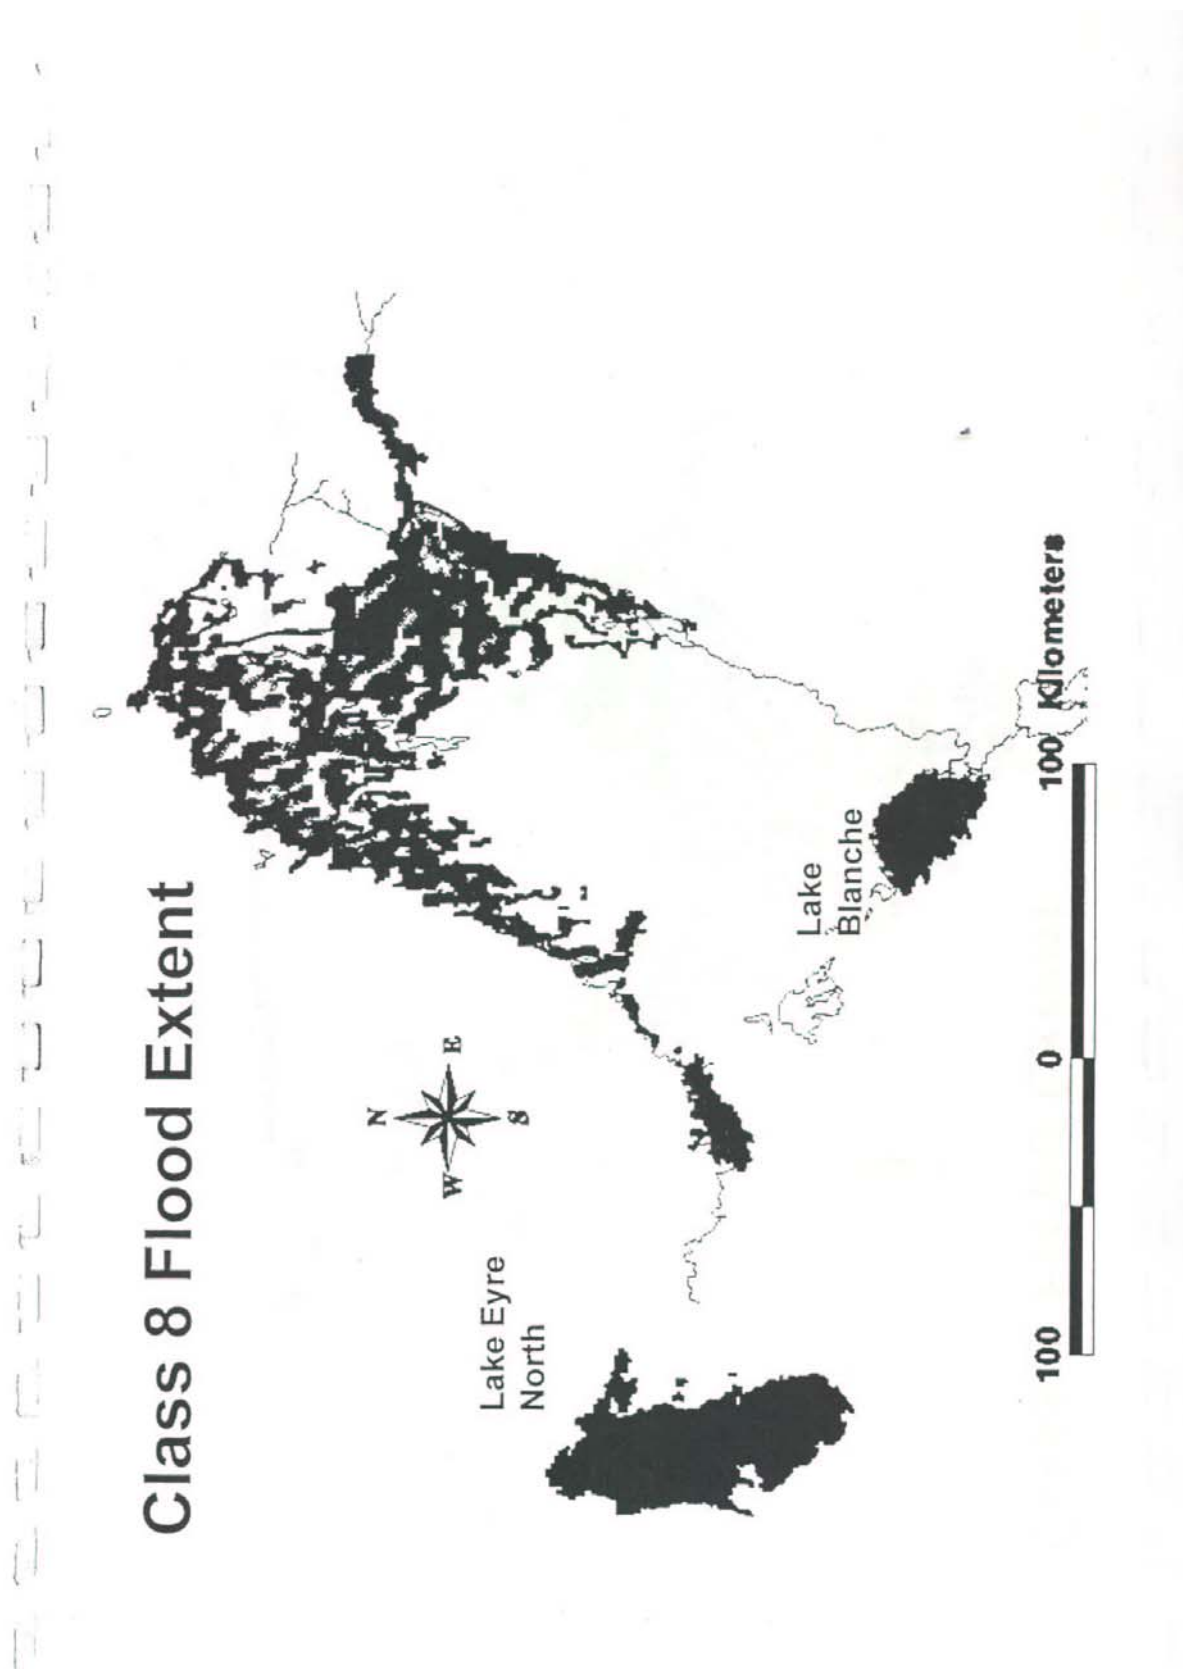 Class 8 Flood Extent
N
W
E
S
Lake Eyre
North
Lake
Blanche
100
0
100 Kilometers